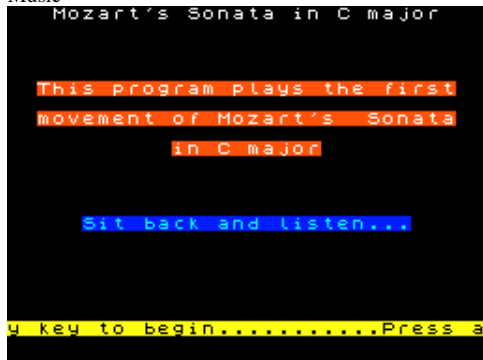 Music
Mozart's Sonata in C major
This program plays the first
movement of Mozart's Sonata
in C major
Sit back and listen...
y key to begin...........Press a